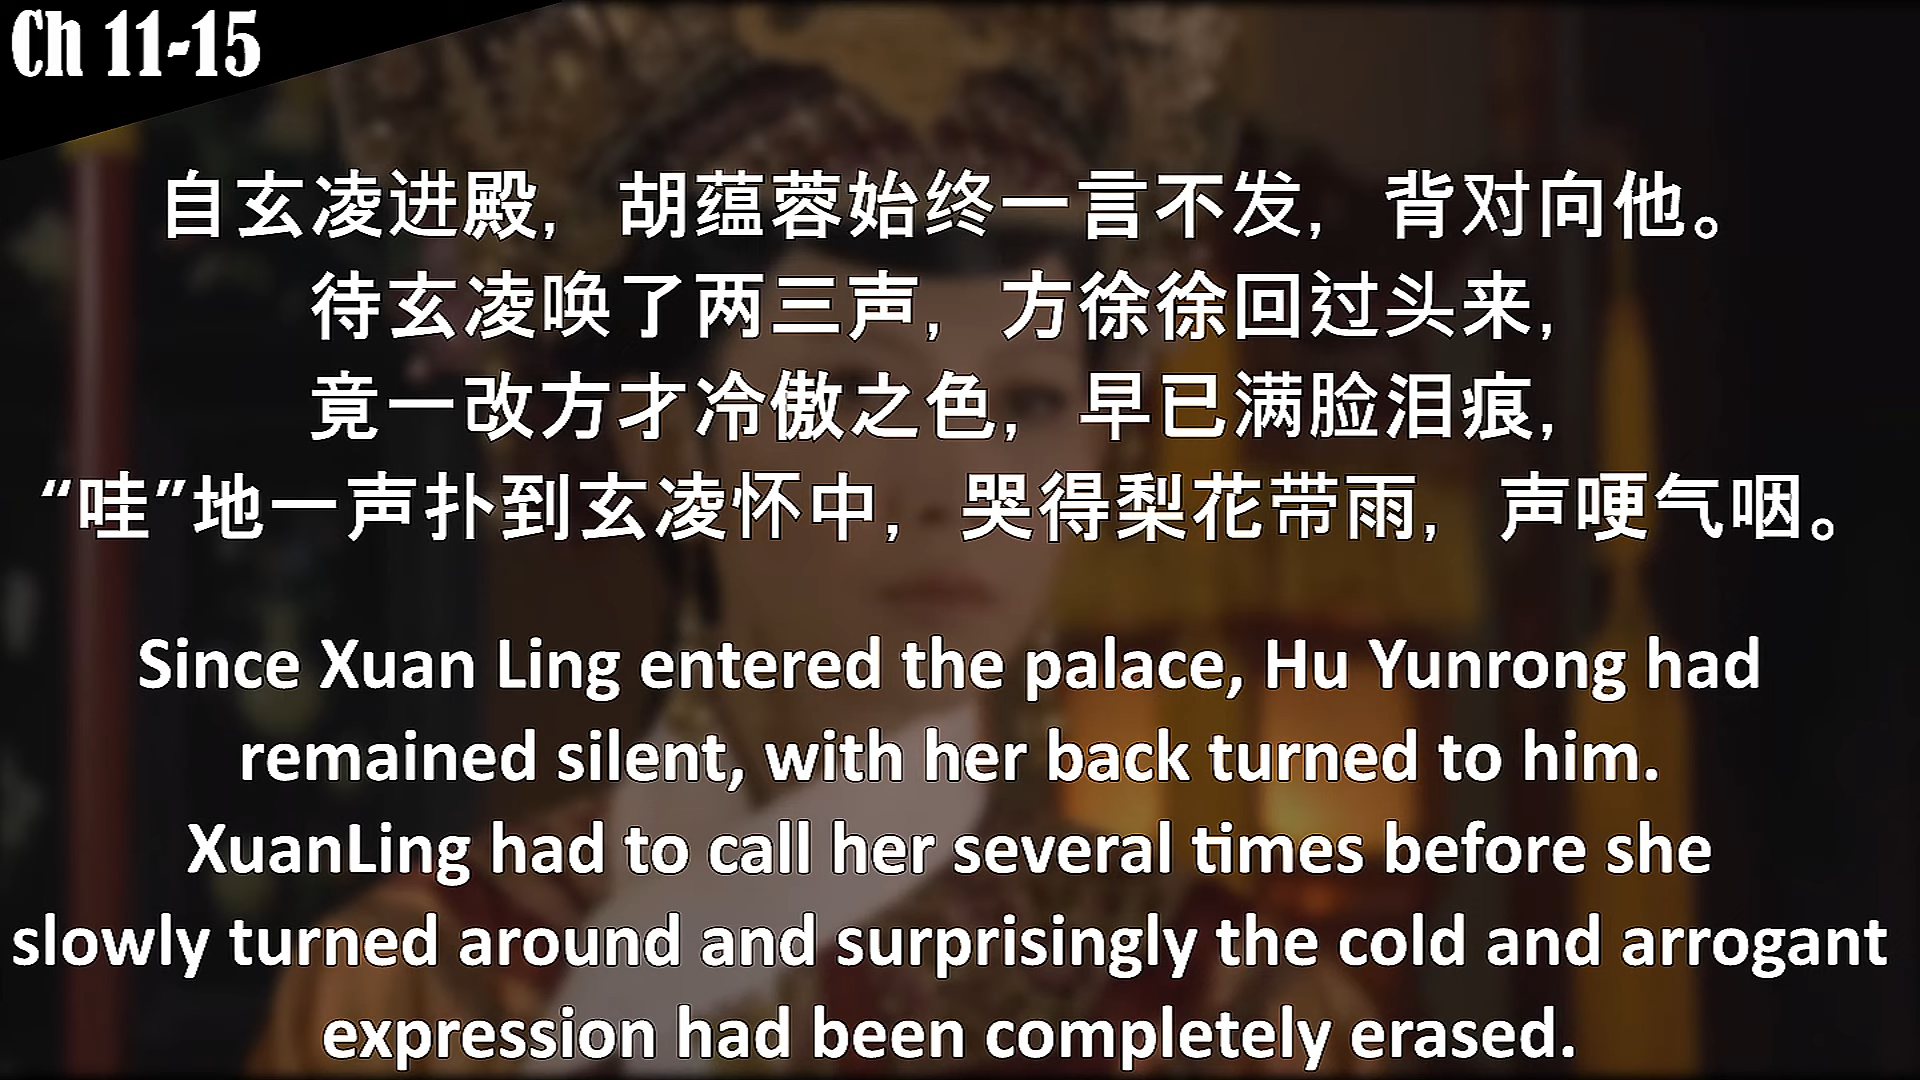 Ch 11-15
自玄凌进殿，胡蕴蓉始终一言不发，背对向他。
待玄凌唤了两三声，方徐徐回过头来，
竟一改方才冷傲之色，早已满脸泪痕，
“哇”地一声扑到玄凌怀中，哭得梨花带雨，声哽气咽。
Since Xuan Ling entered the palace, Hu Yunrong had
remained silent, with her back turned to him.
XuanLing had to call her several times before she
slowly turned around and surprisingly the cold and arrogant
expression had been completely erased.